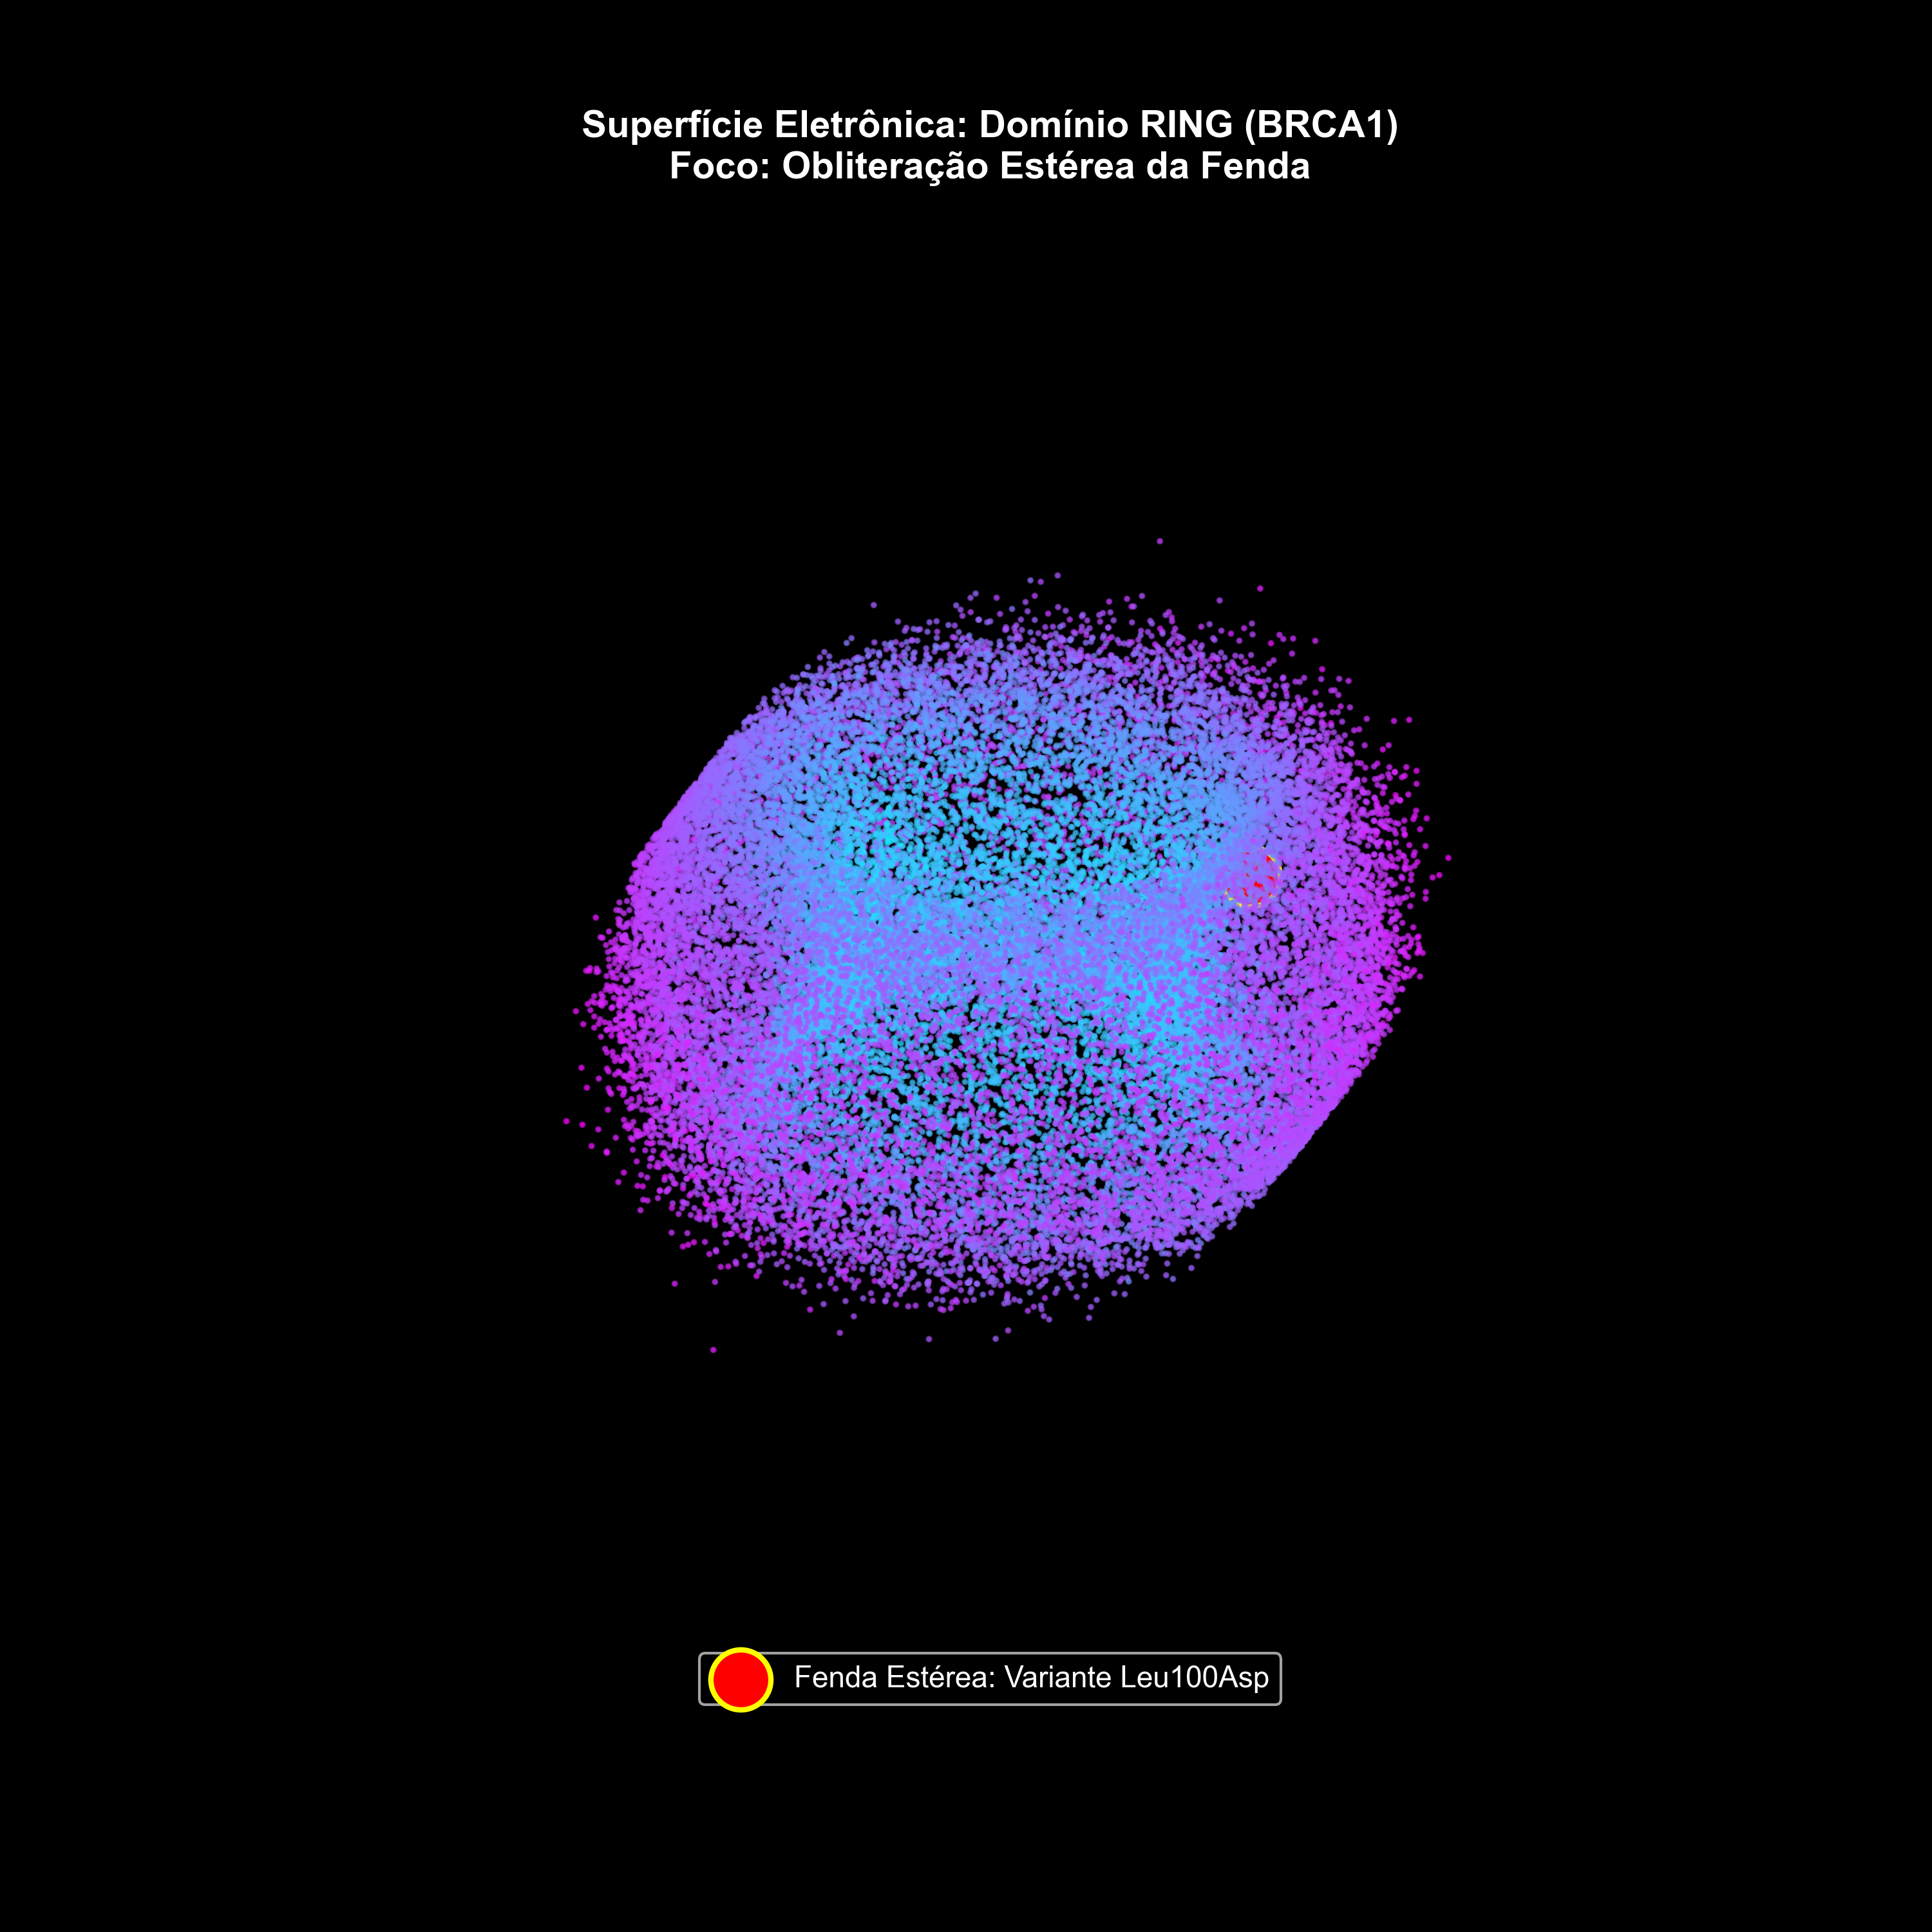 Superfície Eletrônica: Domínio RING (BRCA1)
Foco: Obliteração Estérea da Fenda
Fenda Estérea: Variante Leu100Asp